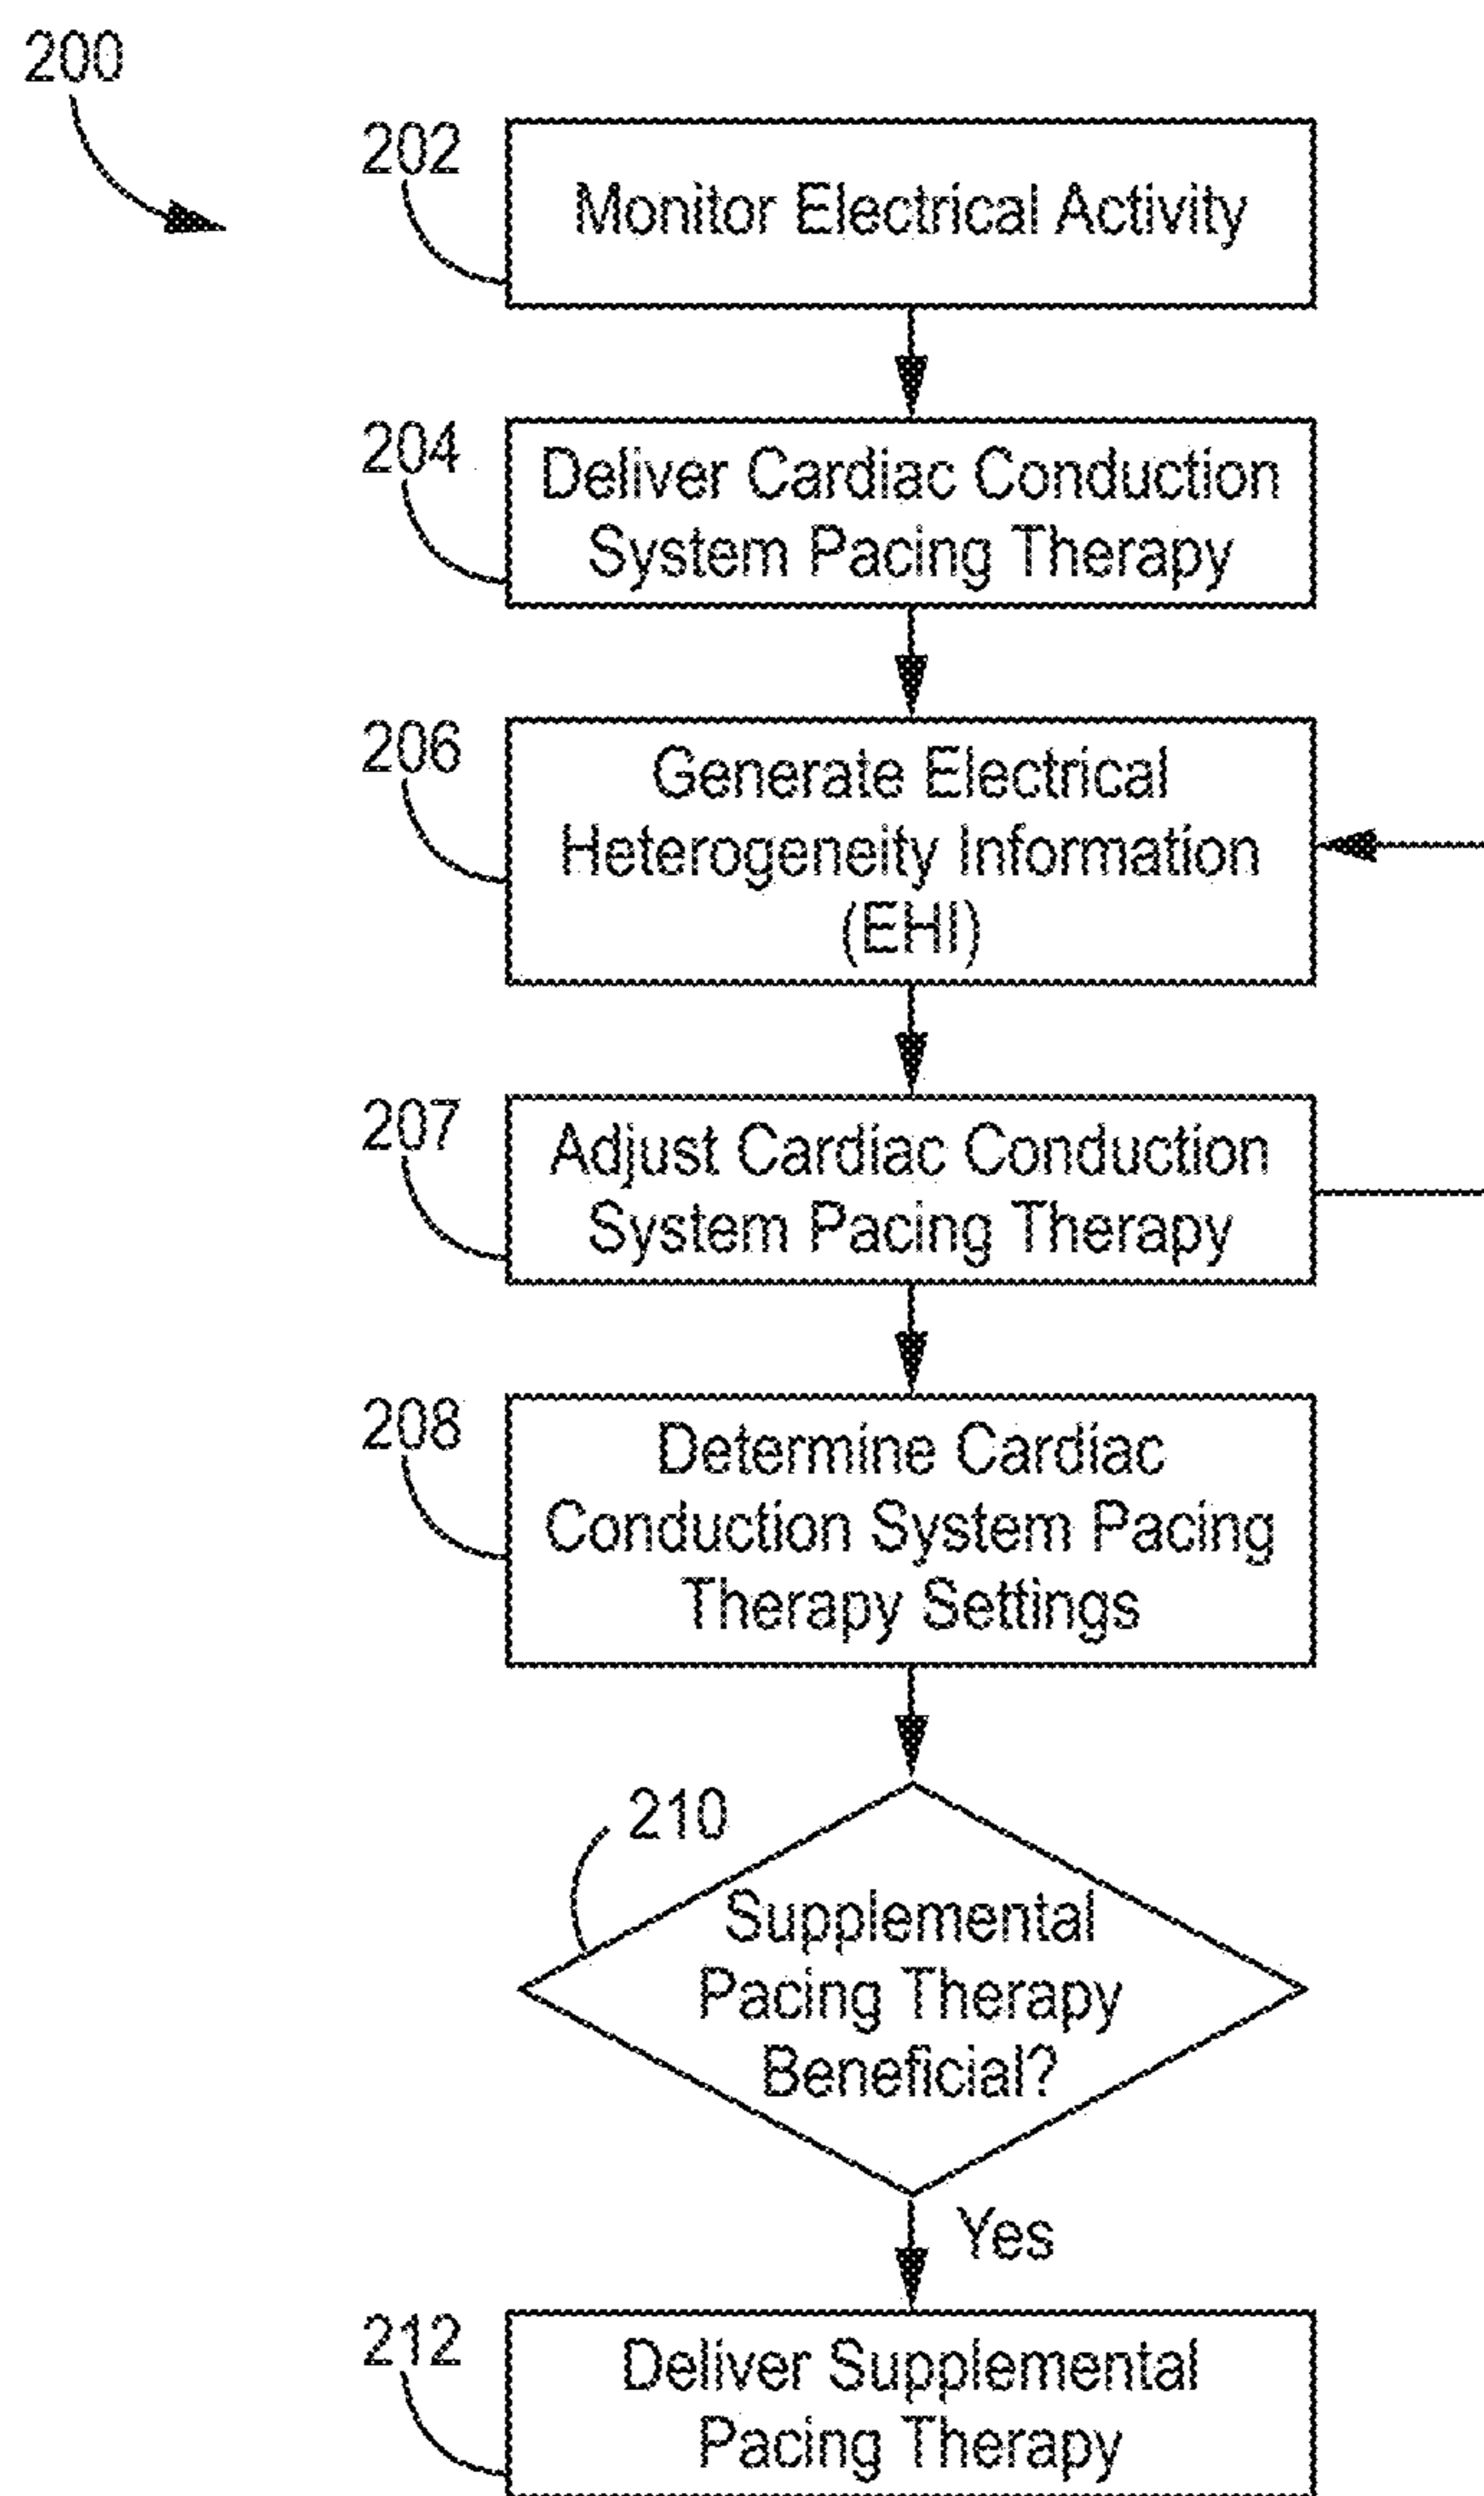 200
202
Monitor Electrical Activity
204
Deliver Cardiac Conduction
System Pacing Therapy
206
Generate Electrical
Heterogeneity Information
(EHI)
207
Adjust Cardiac Conduction
System Pacing Therapy
208
Determine Cardiac
Conduction System Pacing
Therapy Settings
210
Supplemental
Pacing Therapy
Beneficial?
Yes
212
Deliver Supplemental
Pacing Therapy